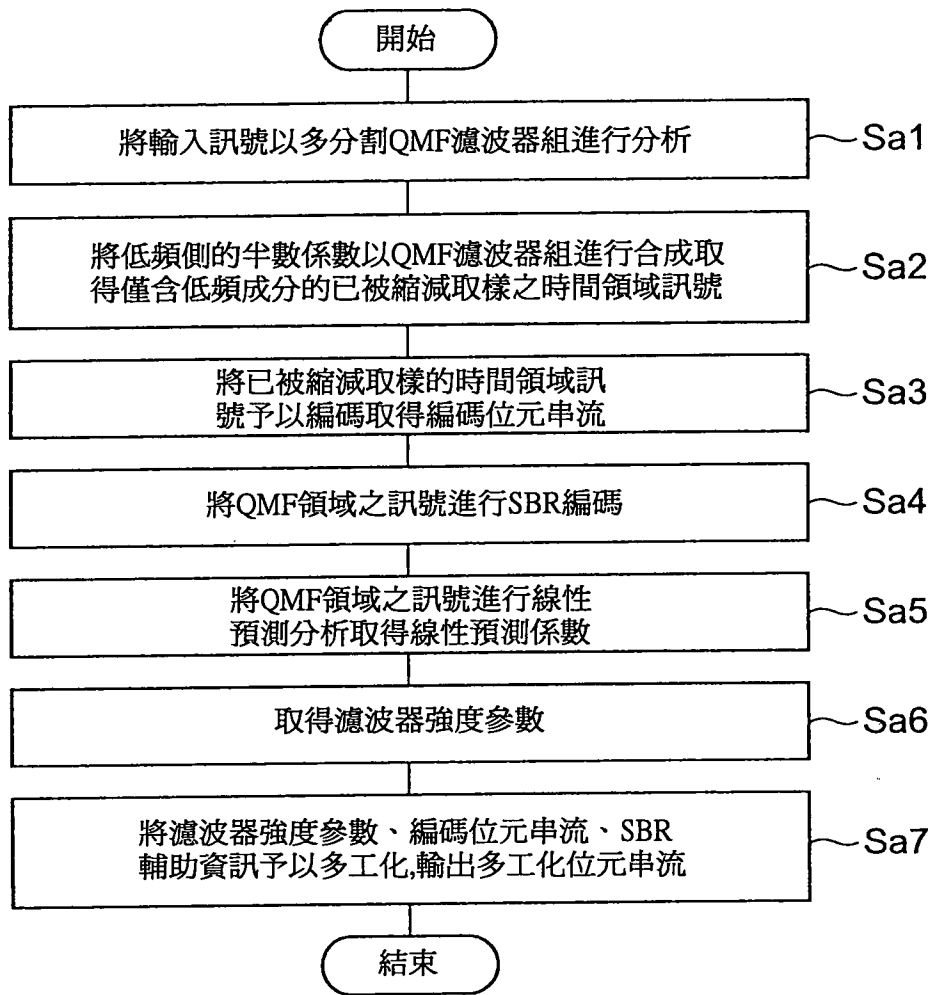 開始
將輸入訊號以多分割QMF濾波器組進行分析
Sa1
將低頻側的半數係數以QMF濾波器組進行合成取
得僅含低頻成分的已被縮減取樣之時間領域訊號
Sa2
將已被縮減取樣的時間領域訊
號予以編碼取得編碼位元串流
Sa3
將QMF領域之訊號進行SBR編碼
Sa4
將QMF領域之訊號進行線性
預測分析取得線性預測係數
Sa5
取得濾波器強度參數
Sa6
將濾波器強度參數、編碼位元串流、SBR
輔助資訊予以多工化,輸出多工化位元串流
Sa7
結束